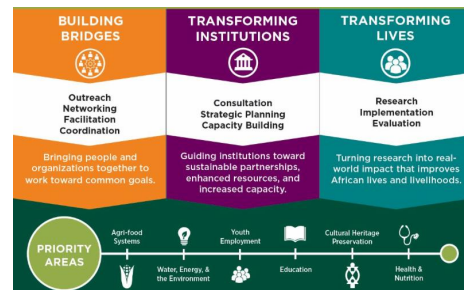 BUILDING
BRIDGES
Outreach
Networking
Facilitation
Coordination
Bringing people and
organizations together to
work toward common goals.
TRANSFORMING
INSTITUTIONS
Consultation
Strategic Planning
Capacity Building
Guiding institutions toward
sustainable partnerships,
enhanced resources, and
increased capacity.
TRANSFORMING
LIVES
Research
Implementation
Evaluation
Turning research into real-
world impact that improves
African lives and livelihoods.
PRIORITY
AREAS
Agri-food
Systems
Water, Energy, &
the Environment
Youth
Employment
Education
Cultural Heritage
Preservation
Health &
Nutrition